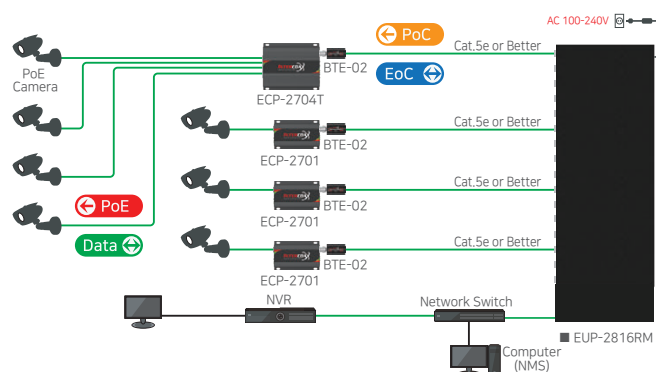 AC 100-240V
PoC
Cat.5e or Better
EoC
BTE-02
PoE
Camera
ECP-2704T
Cat.5e or Better
BTE-02
ECP-2701
Cat.5e or Better
PoE
BTE-02
ECP-2701
Data
Cat.5e or Better
BTE-02
ECP-2701
NVR
Network Switch
EUP-2816RM
Computer
(NMS)